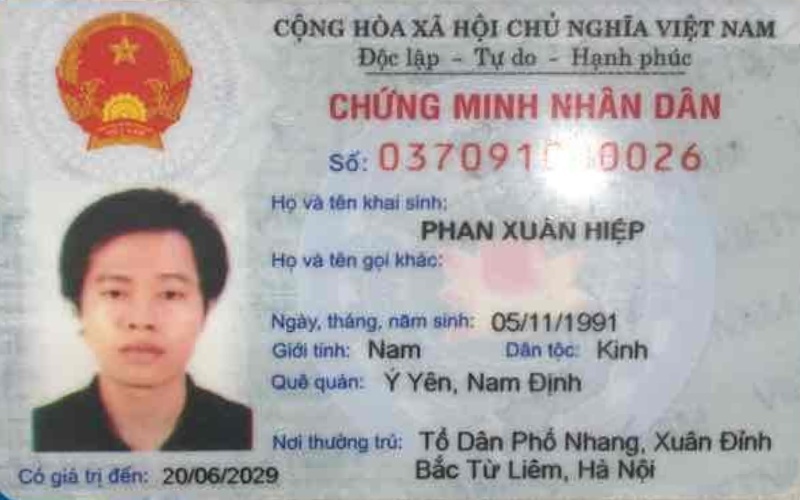 CỘNG HÒA XÃ HỘI CHỦ NGHĨA VIỆT NAM
Độc lập - Tự do - Hạnh phúc
CHỨNG MINH NHÂN DÂN
Số:
Họ và tên khai sinh:
PHAN XUÂN HIỆP
Họ và tên gọi khác:
Ngày, tháng, năm sinh: 05/11/1991
Giới tính: Nam Dân tộc: Kinh
Quê quán: Ý Yên, Nam Định
Nơi thường trú: Tổ Dân Phố Nhang, Xuân Đỉnh
Bắc Từ Liêm, Hà Nội
Có giá trị đến: 20/06/2029